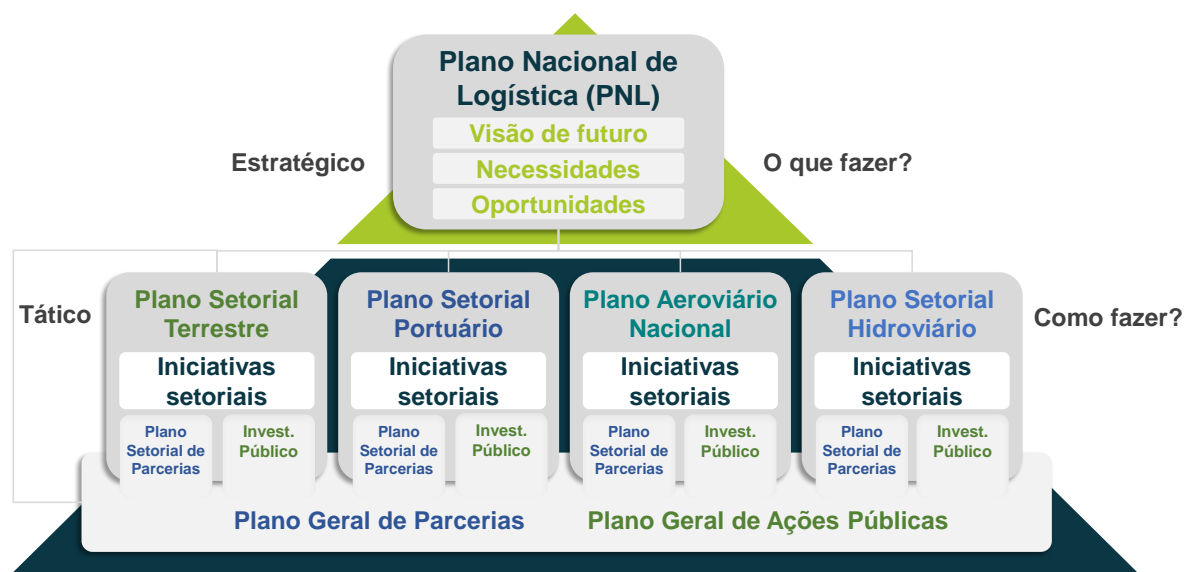 Plano Nacional de
Logística (PNL)
Visão de futuro
Necessidades
Oportunidades
Estratégico
O que fazer?
Tático
Plano Setorial
Terrestre
Iniciativas
setoriais
Plano
Setorial de
Parcerias
Invest.
Público
Plano Setorial
Portuário
Iniciativas
setoriais
Plano
Setorial de
Parcerias
Invest.
Público
Plano Aeroviário
Nacional
Iniciativas
setoriais
Plano
Setorial de
Parcerias
Invest.
Público
Plano Setorial
Hidroviário
Iniciativas
setoriais
Plano
Setorial de
Parcerias
Invest.
Público
Como fazer?
Plano Geral de Parcerias
Plano Geral de Ações Públicas